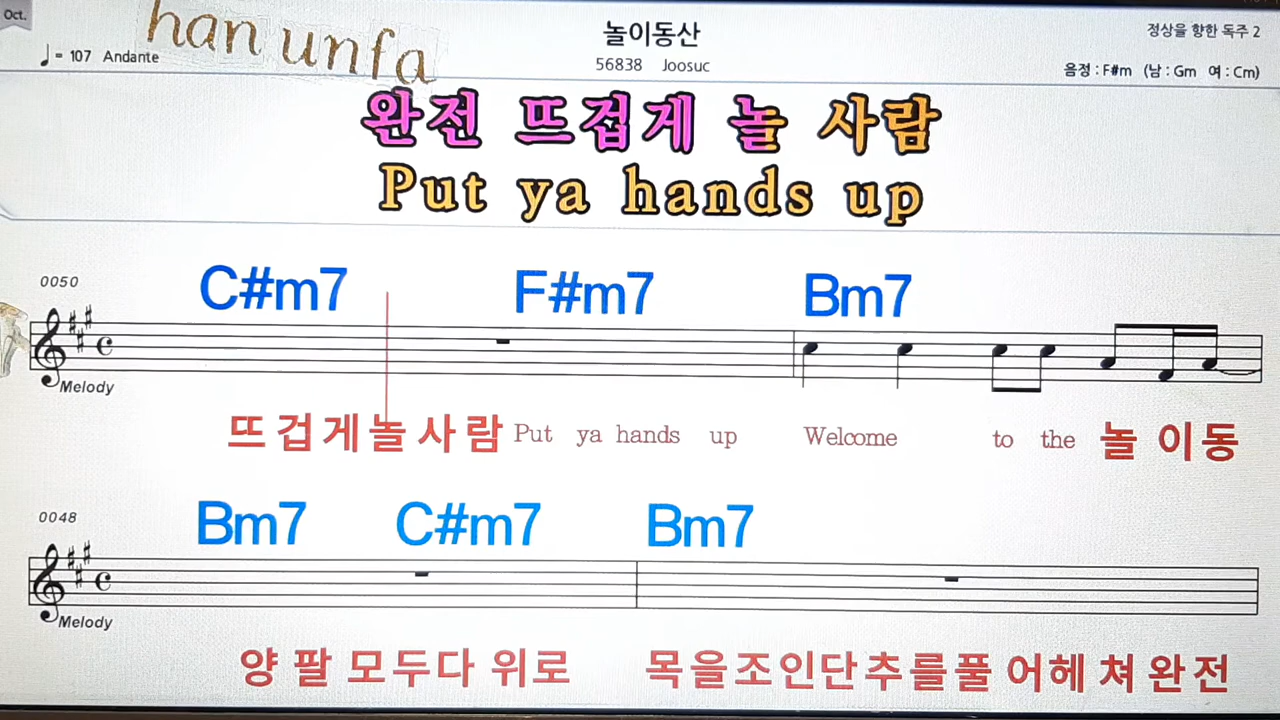 Oct.
han unfa
♩= 107 Andante
놀이동산
56838 Joosuc
정상을 향한 독주 2
음정 : F#m (남 : Gm 여 : Cm)
완전 뜨겁게 놀 사람
Put ya hands up
0050
C#m7 F#m7 Bm7
Melody
뜨겁게놀사람 Put ya hands up Welcome to the 놀이동
0048
Bm7 C#m7 Bm7
Melody
양팔모두다위로 목을조인단추를풀어헤쳐완전